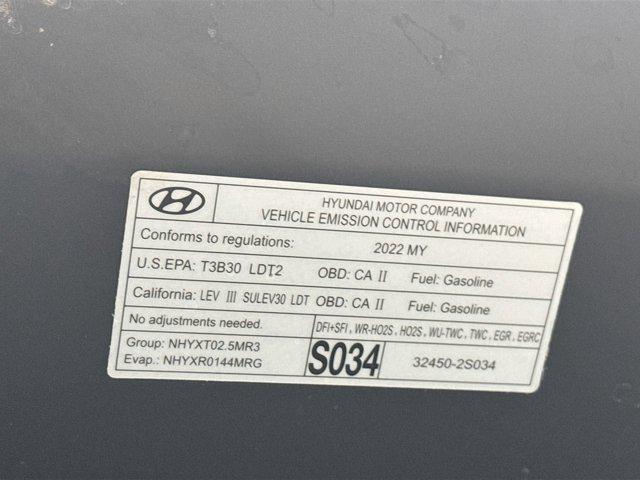 HYUNDAI MOTOR COMPANY
VEHICLE EMISSION CONTROL INFORMATION
Conforms to regulations: 2022 MY
U.S.EPA: T3B30 LDT2 OBD: CA II Fuel: Gasoline
California: LEV III SULEV30 LDT OBD: CA II Fuel: Gasoline
No adjustments needed. DFI+SFI, WR-HO2S, HO2S, WU-TWC, TWC, EGR, EGRC
Group: NHYXT02.5MR3
Evap.: NHYXR0144MRG
S034 32450-2S034